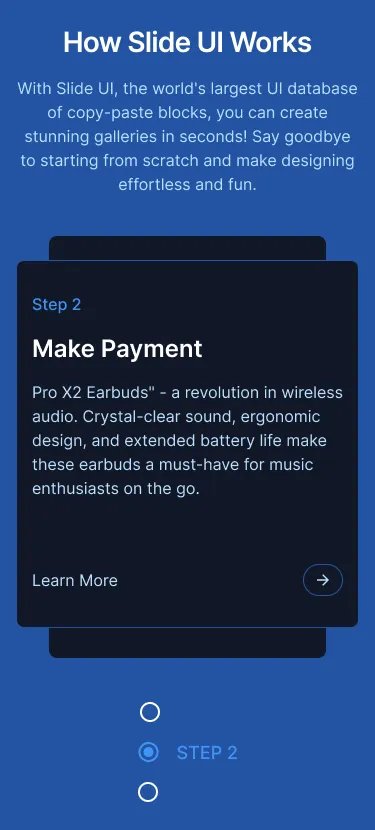 How Slide UI Works
With Slide UI, the world's largest UI database
of copy-paste blocks, you can create
stunning galleries in seconds! Say goodbye
to starting from scratch and make designing
effortless and fun.
Step 2
Make Payment
Pro X2 Earbuds" - a revolution in wireless
audio. Crystal-clear sound, ergonomic
design, and extended battery life make
these earbuds a must-have for music
enthusiasts on the go.
Learn More
STEP 2